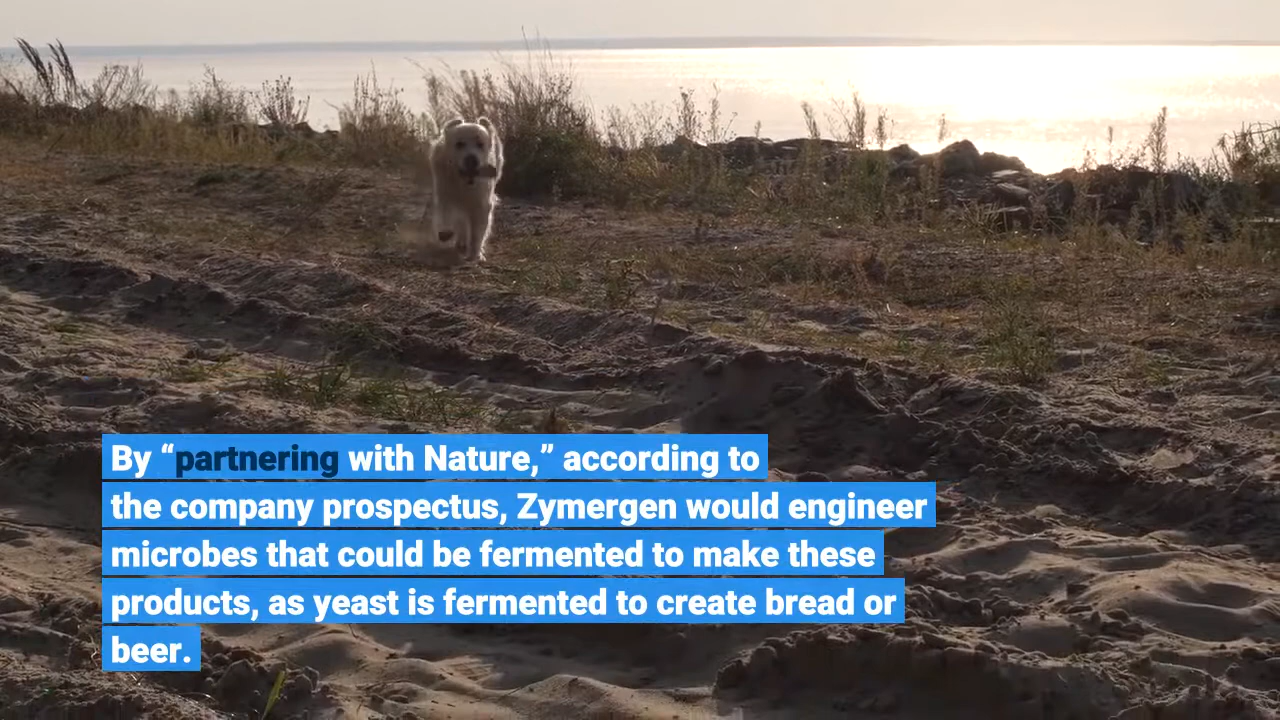 By “partnering with Nature,” according to
the company prospectus, Zymergen would engineer
microbes that could be fermented to make these
products, as yeast is fermented to create bread or
beer.